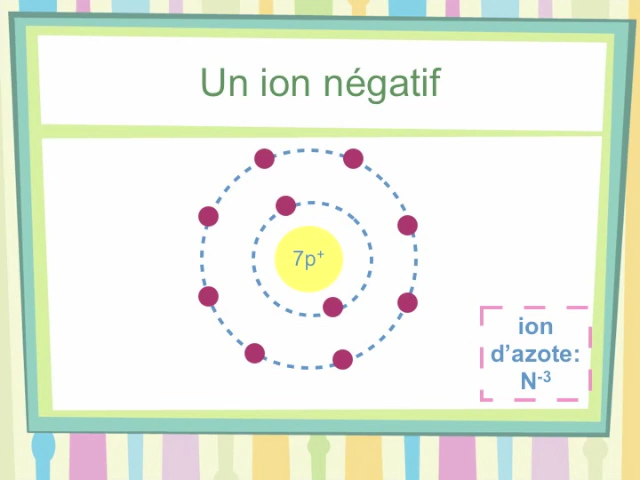 Un ion négatif
7p⁺
ion
d’azote:
N⁻³